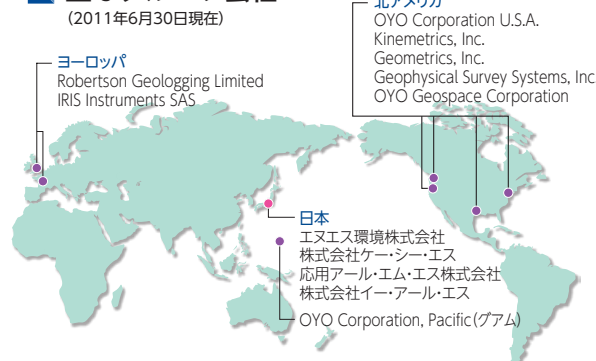 (2011年6月30日現在)
ヨーロッパ
Robertson Geologging Limited
IRIS Instruments SAS
北アメリカ
OYO Corporation U.S.A.
Kinemetrics, Inc.
Geometrics, Inc.
Geophysical Survey Systems, Inc
OYO Geospace Corporation
日本
エヌエス環境株式会社
株式会社ケー・シー・エス
応用アール・エム・エス株式会社
株式会社イー・アール・エス
OYO Corporation, Pacific(グアム)